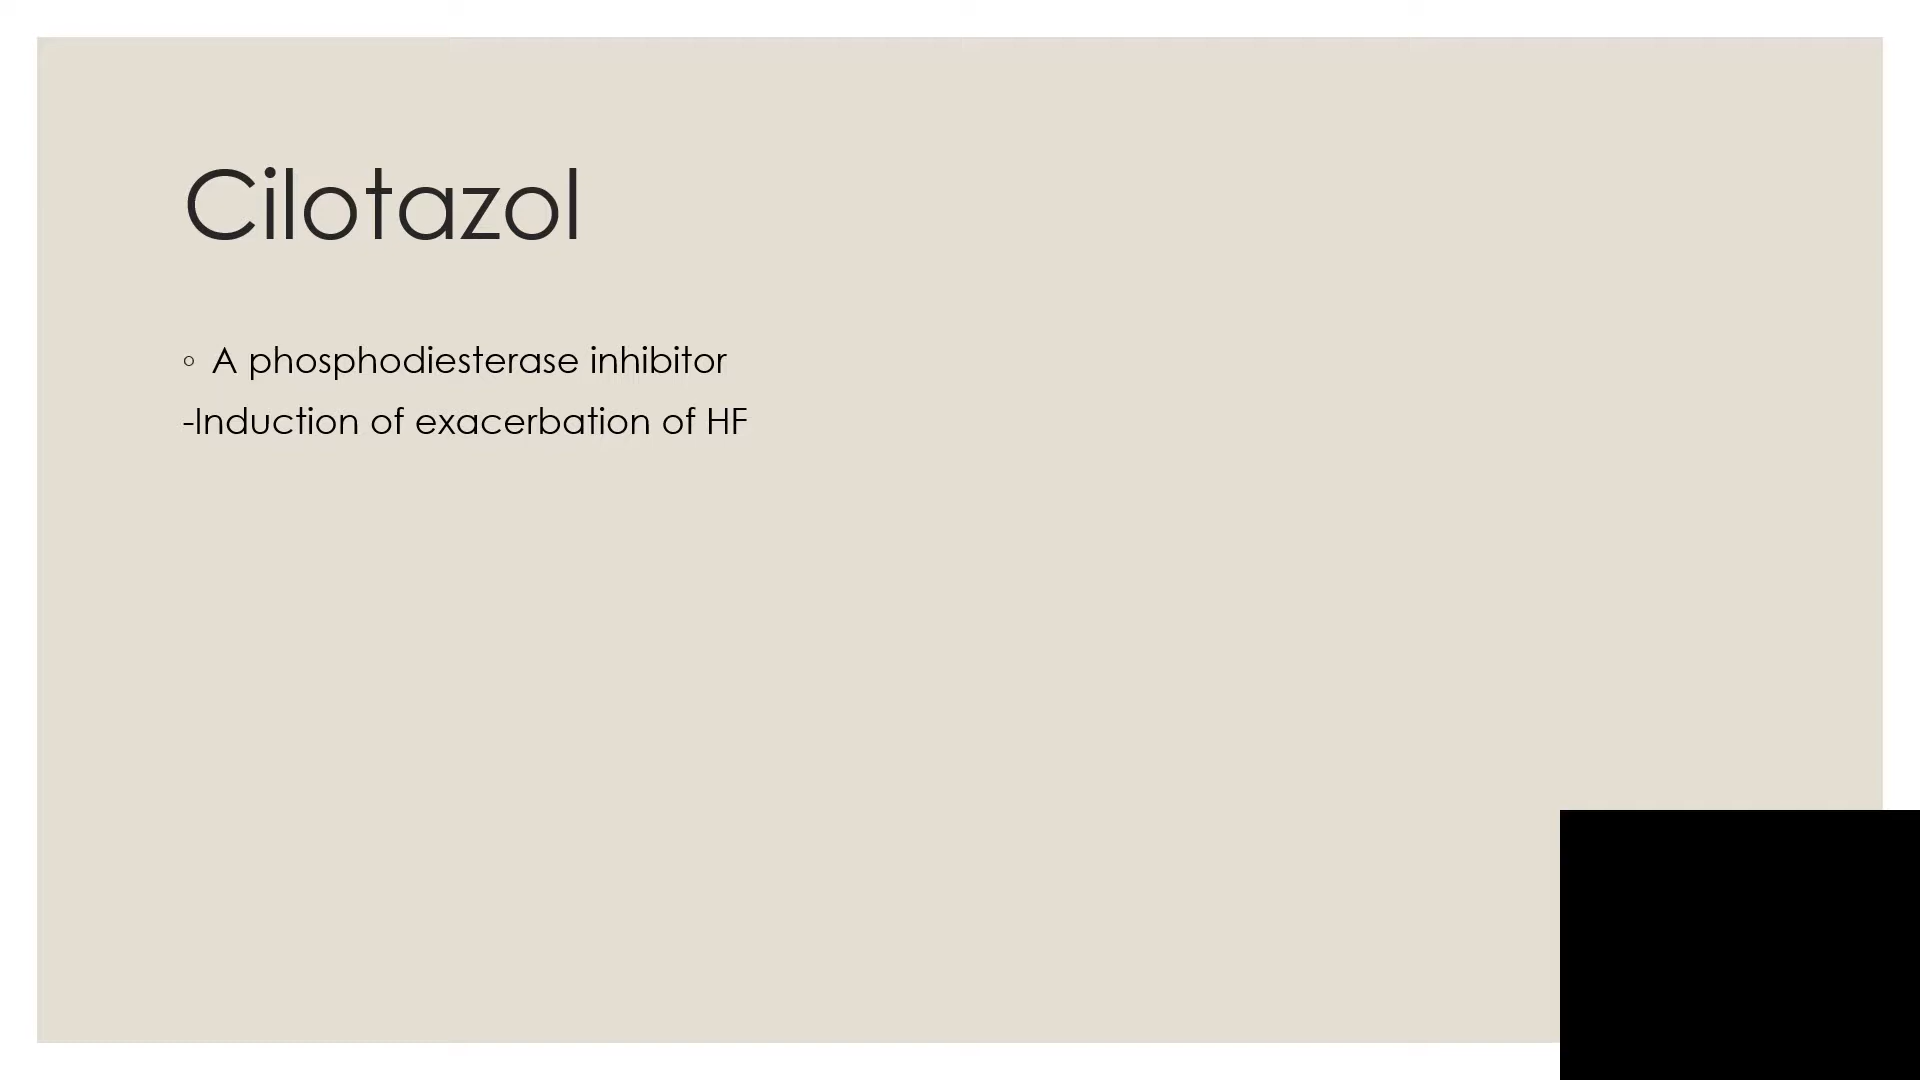 Cilotazol
◦ A phosphodiesterase inhibitor
-Induction of exacerbation of HF